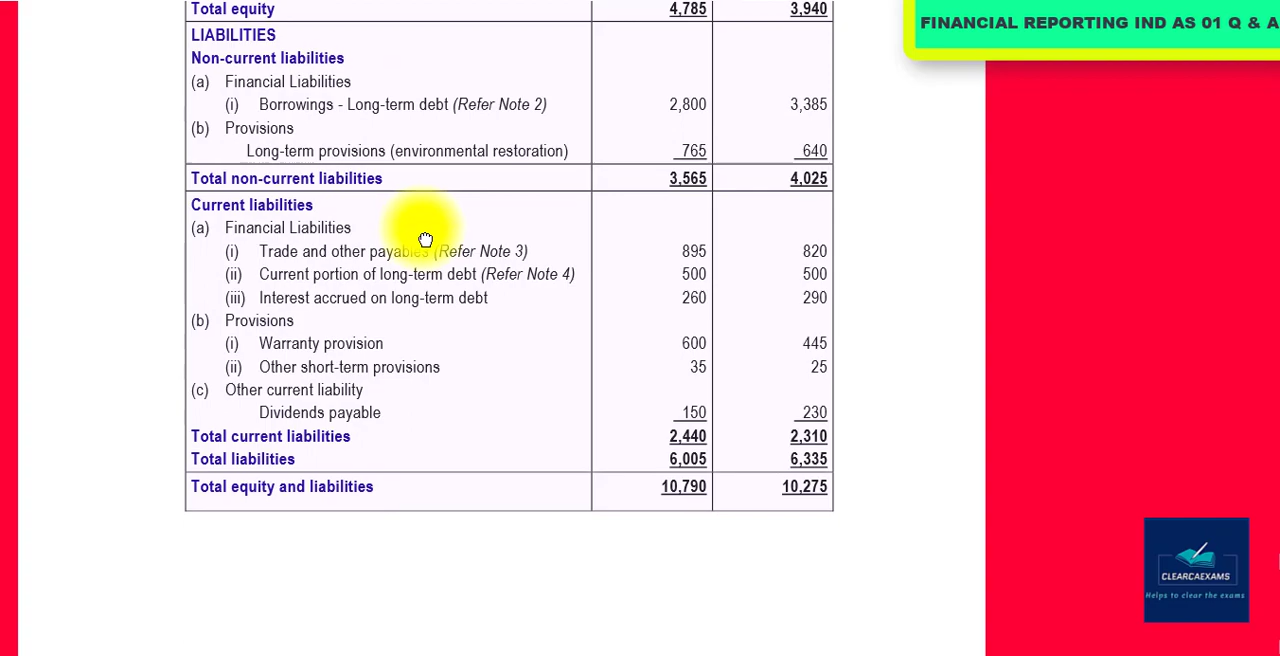 FINANCIAL REPORTING IND AS 01 Q & A
Total equity 4,785 3,940
LIABILITIES
Non-current liabilities
(a) Financial Liabilities
(i) Borrowings - Long-term debt (Refer Note 2) 2,800 3,385
(b) Provisions
Long-term provisions (environmental restoration) 765 640
Total non-current liabilities 3,565 4,025
Current liabilities
(a) Financial Liabilities
(i) Trade and other payables (Refer Note 3) 895 820
(ii) Current portion of long-term debt (Refer Note 4) 500 500
(iii) Interest accrued on long-term debt 260 290
(b) Provisions
(i) Warranty provision 600 445
(ii) Other short-term provisions 35 25
(c) Other current liability
Dividends payable 150 230
Total current liabilities 2,440 2,310
Total liabilities 6,005 6,335
Total equity and liabilities 10,790 10,275
CLEARCAEXAMS
Helps to clear the exams